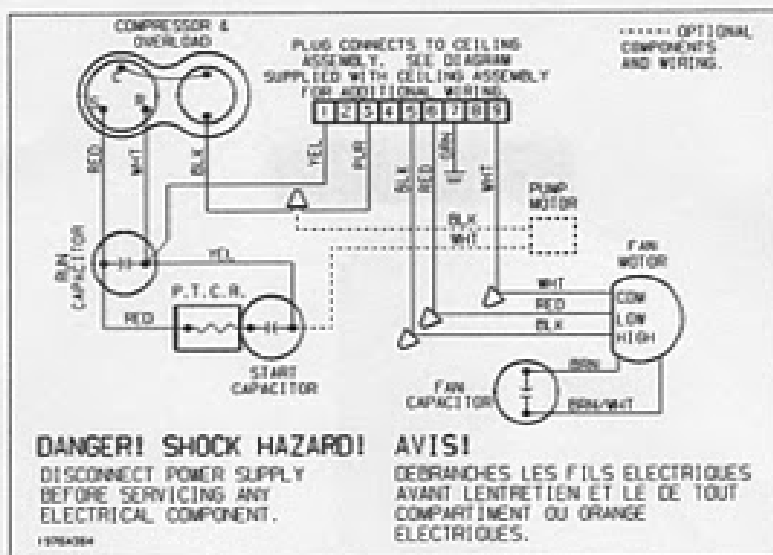 COMPRESSOR &
OVERLOAD
PLUG CONNECTS TO CEILING
ASSEMBLY. SEE DIAGRAM
SUPPLIED WITH CEILING ASSEMBLY
FOR ADDITIONAL WIRING.
OPTIONAL
COMPONENTS
AND WIRING.
1 2 3 4 5 6 7 8 9
C
S
R
RED
WHT
BLK
YEL
PUR
BLK
RED
GRN
WHT
PUMP
MOTOR
BLK
WHT
RUN
CAPACITOR
YEL
FAN
MOTOR
P.T.C.R.
WHT
COM
RED
RED
LOW
BLK
HIGH
START
CAPACITOR
FAN
CAPACITOR
BRN
BRN/WHT
DANGER! SHOCK HAZARD!
DISCONNECT POWER SUPPLY
BEFORE SERVICING ANY
ELECTRICAL COMPONENT.
AVIS!
DEBRANCHES LES FILS ELECTRIQUES
AVANT LENTRETIEN ET LE DE TOUT
COMPARTIMENT OU ORANGE
ELECTRIQUES.